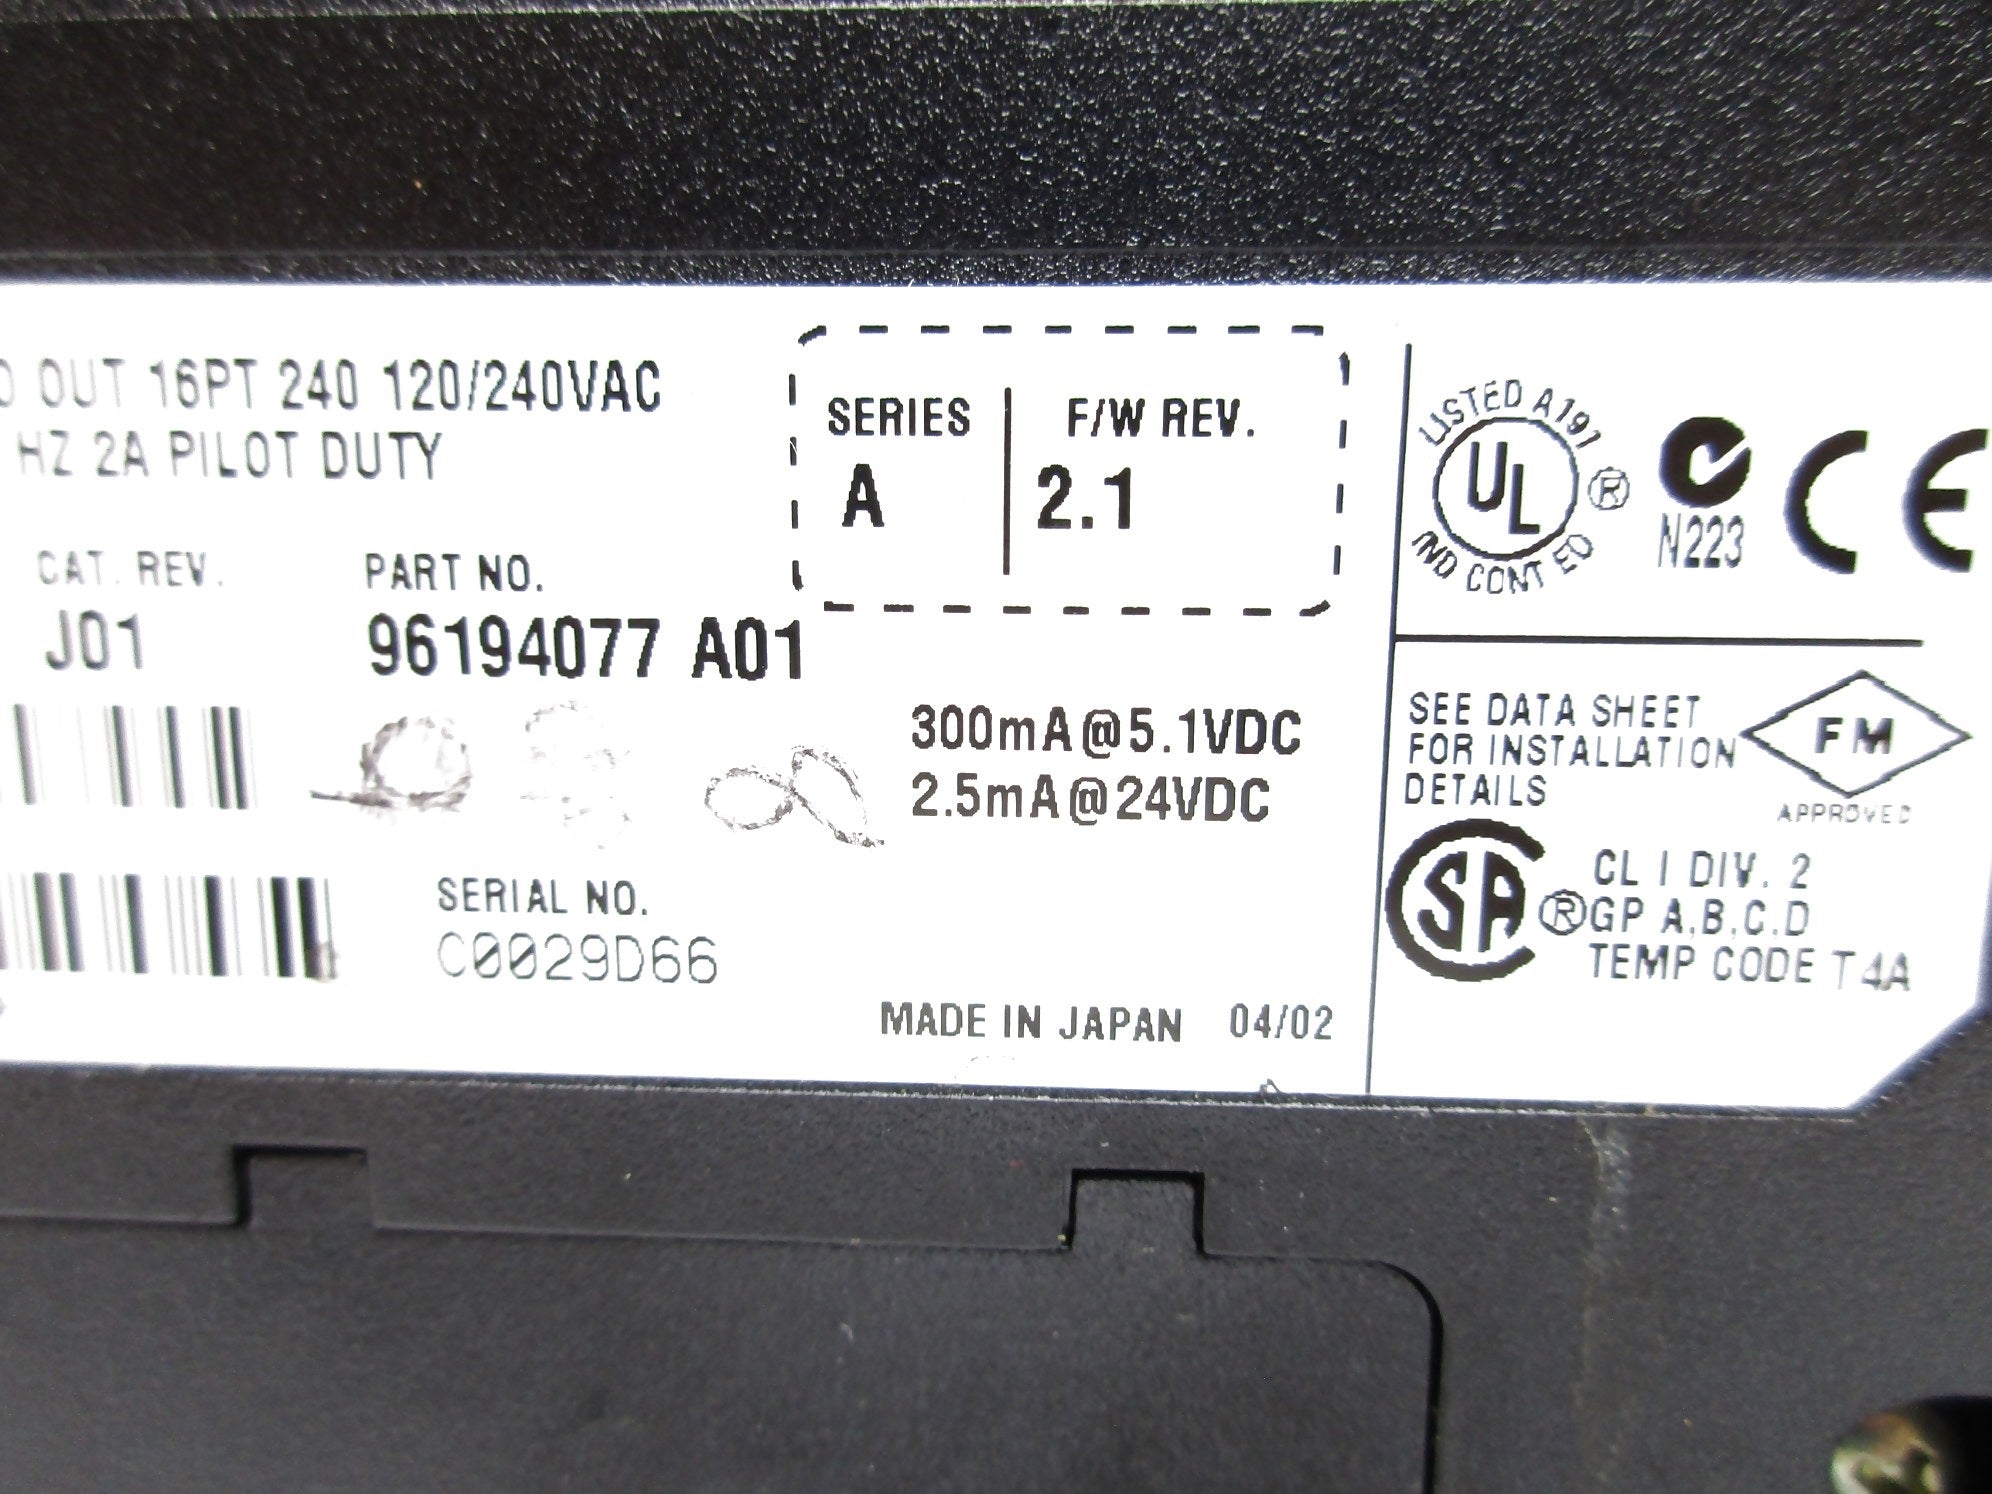 OUT 16PT 240 120/240VAC
HZ 2A PILOT DUTY
SERIES F/W REV.
A 2.1
CAT. REV. PART NO.
J01 96194077 A01
300mA@5.1VDC
2.5mA@24VDC
SERIAL NO.
C0029D66
MADE IN JAPAN 04/02
LISTED A197
UL ®
IND CONT EQ
N223
CE
SEE DATA SHEET
FOR INSTALLATION
DETAILS
FM
APPROVED
SA ®
CL I DIV. 2
GP A,B,C,D
TEMP CODE T4A